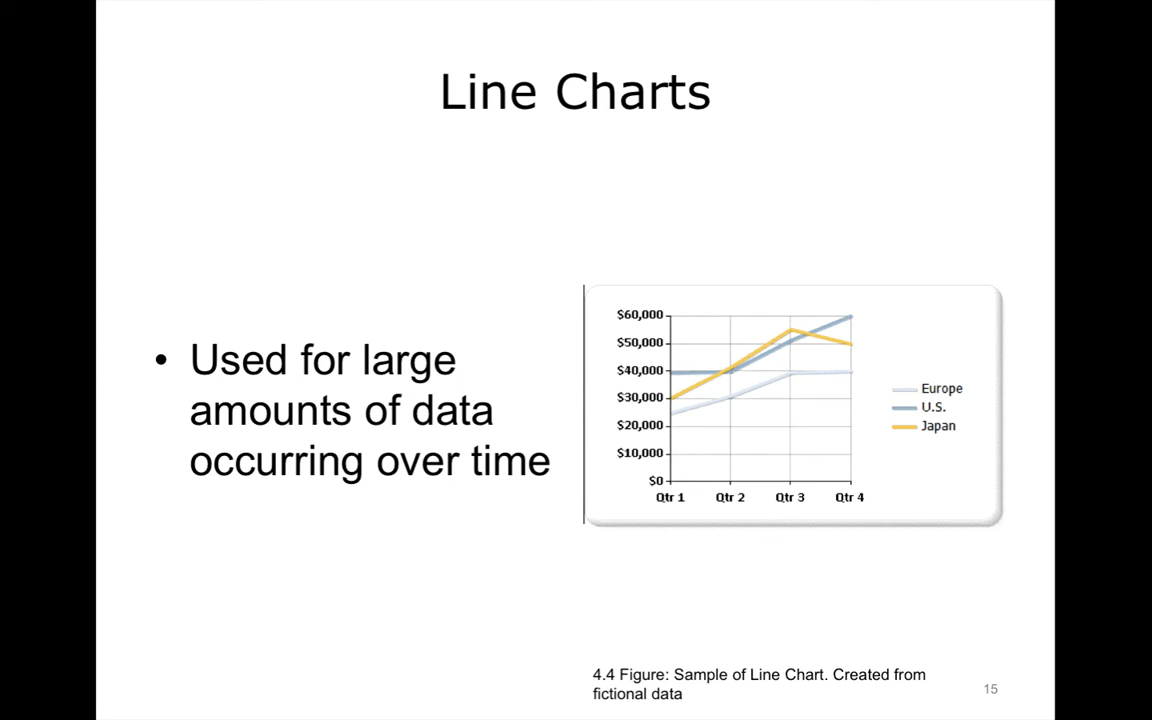 Line Charts
• Used for large
amounts of data
occurring over time
$60,000
$50,000
$40,000
$30,000
$20,000
$10,000
$0
Qtr 1 Qtr 2 Qtr 3 Qtr 4
Europe
U.S.
Japan
4.4 Figure: Sample of Line Chart. Created from
fictional data
15